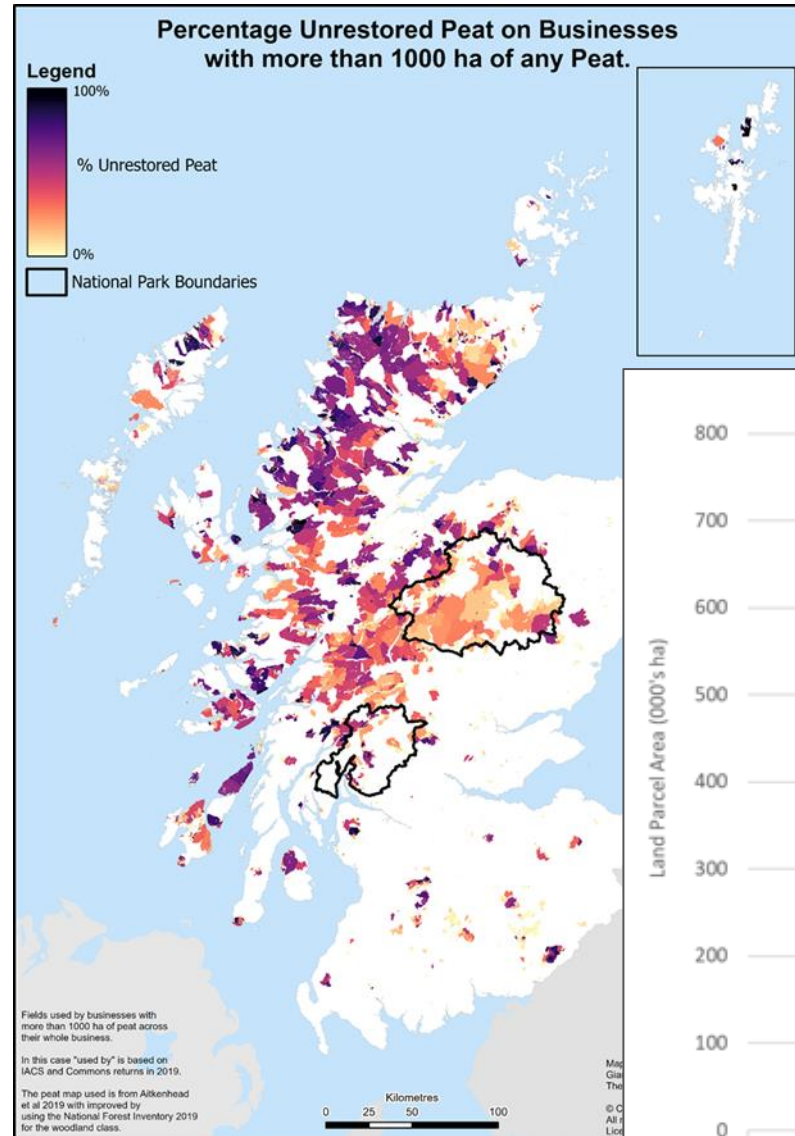 Percentage Unrestored Peat on Businesses
with more than 1000 ha of any Peat.
Legend
100%
% Unrestored Peat
0%
National Park Boundaries
Fields used by businesses with
more than 1000 ha of peat across
their whole business.
In this case "used by" is based on
IACS and Commons returns in 2019.
The peat map used is from Aitkenhead
et al 2019 with improved by
using the National Forest Inventory 2019
for the woodland class.
Kilometres
0 25 50 100
Map
The
© C
All
Lice
Land Parcel Area (000's ha)
800
700
600
500
400
300
200
100
0